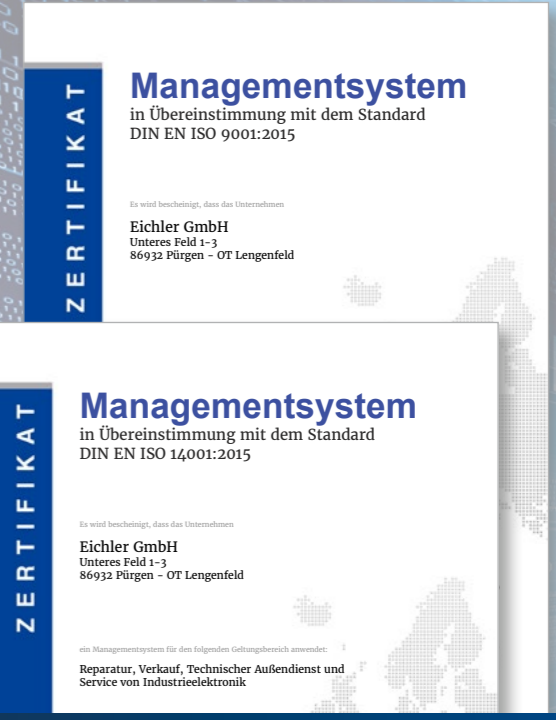 ZERTIFIKAT
Managementsystem
in Übereinstimmung mit dem Standard
DIN EN ISO 9001:2015
Es wird bescheinigt, dass das Unternehmen
Eichler GmbH
Unteres Feld 1-3
86932 Pürgen - OT Lengenfeld
ZERTIFIKAT
Managementsystem
in Übereinstimmung mit dem Standard
DIN EN ISO 14001:2015
Es wird bescheinigt, dass das Unternehmen
Eichler GmbH
Unteres Feld 1-3
86932 Pürgen - OT Lengenfeld
ein Managementsystem für den folgenden Geltungsbereich anwendet:
Reparatur, Verkauf, Technischer Außendienst und
Service von Industrieelektronik